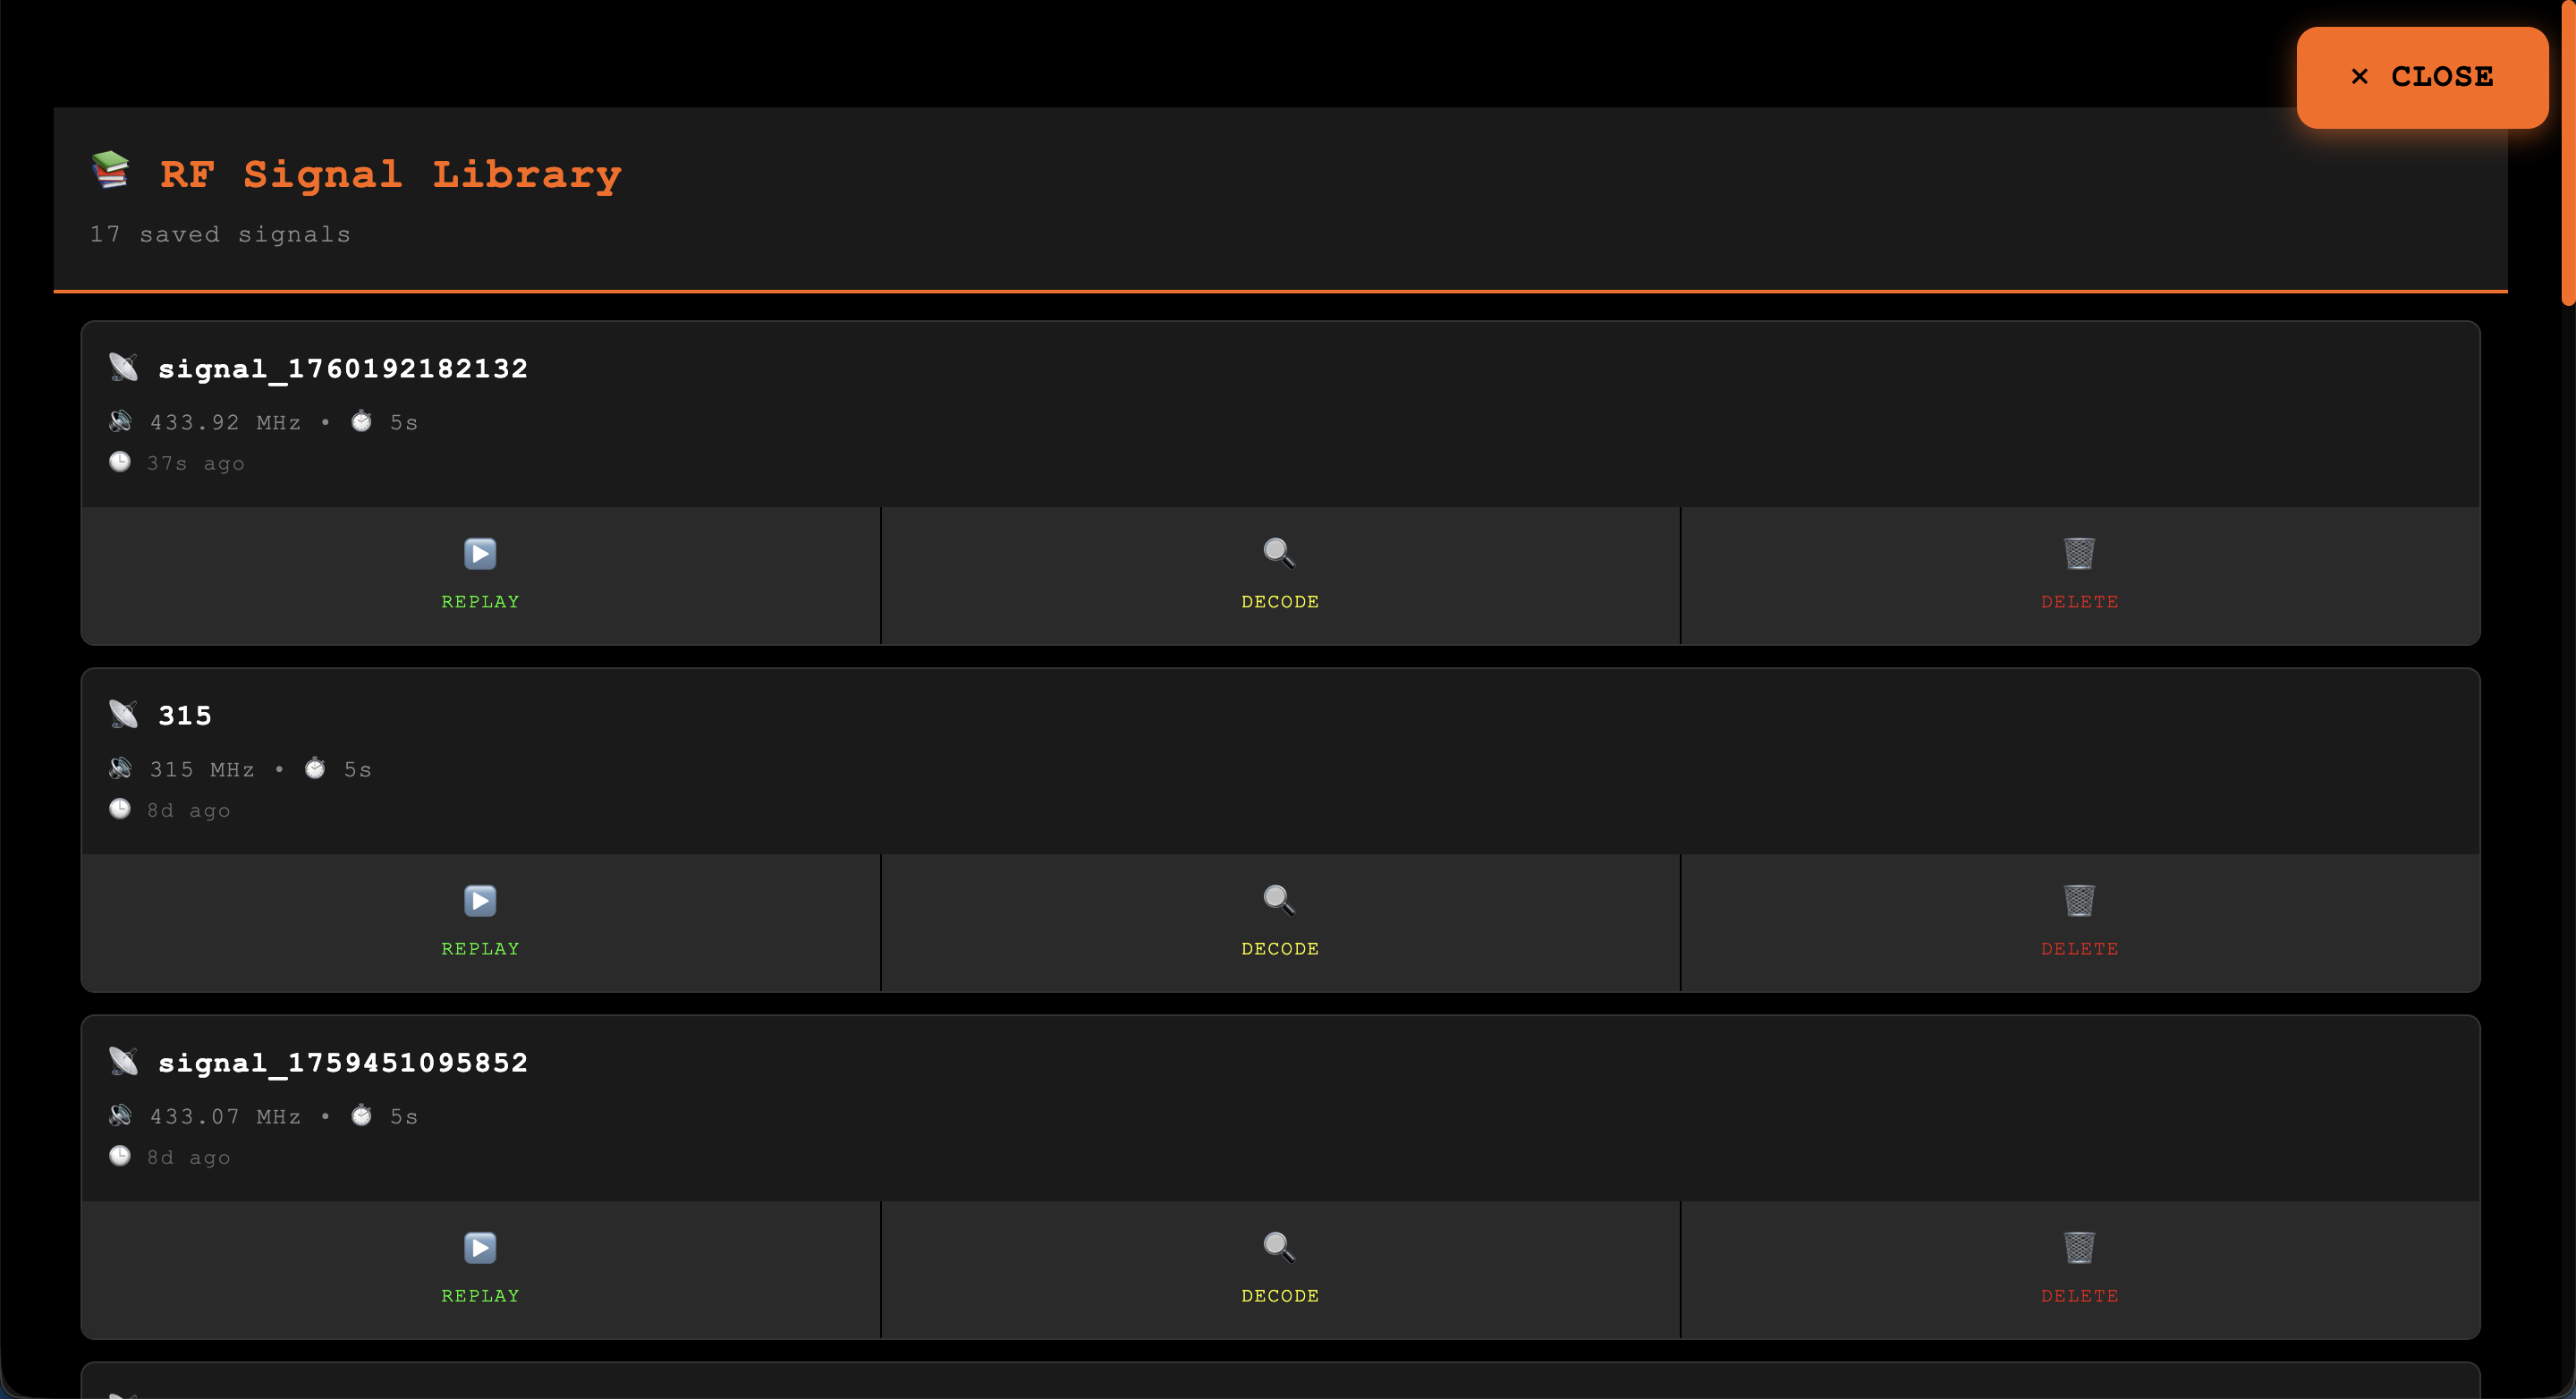 × CLOSE
RF Signal Library
17 saved signals
signal_1760192182132
433.92 MHz • 5s
37s ago
REPLAY
DECODE
DELETE
315
315 MHz • 5s
8d ago
REPLAY
DECODE
DELETE
signal_1759451095852
433.07 MHz • 5s
8d ago
REPLAY
DECODE
DELETE